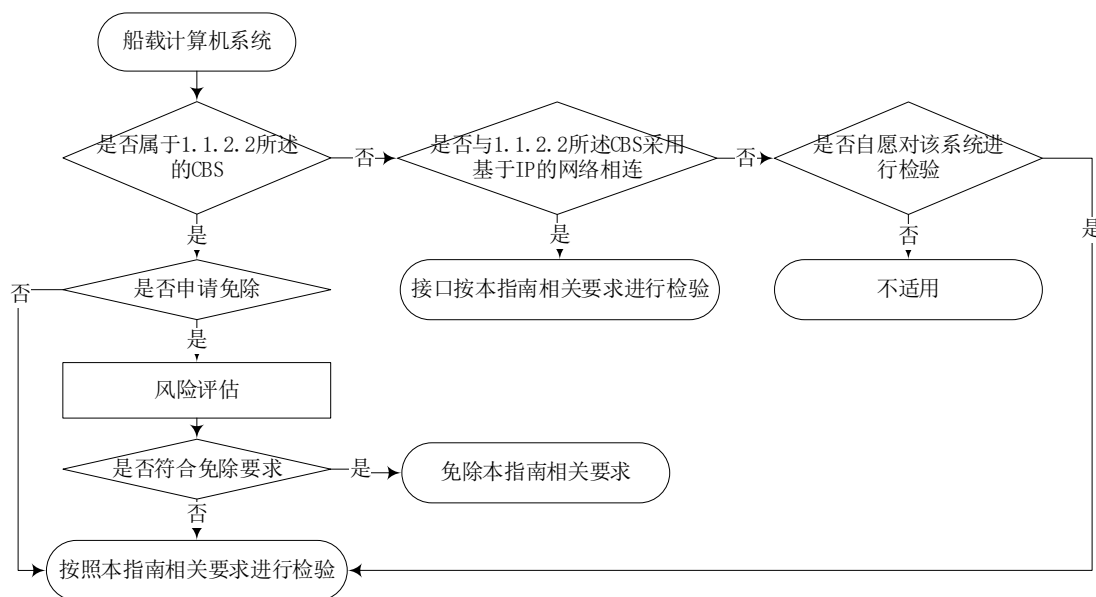 船载计算机系统
是否属于1.1.2.2所述
的CBS
否
是否与1.1.2.2所述CBS采用
基于IP的网络相连
否
是否自愿对该系统进
行检验
是
是
是
否
否
是否申请免除
接口按本指南相关要求进行检验
不适用
是
风险评估
是否符合免除要求
是
免除本指南相关要求
否
按照本指南相关要求进行检验